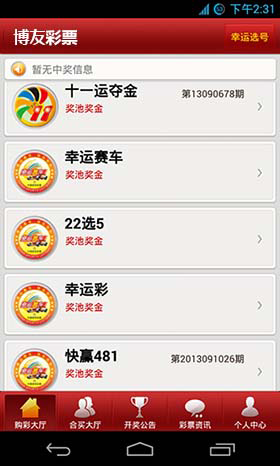 下午2:31
博友彩票
幸运选号
暂无中奖信息
十一运夺金
第13090678期
奖池奖金
幸运赛车
奖池奖金
22选5
奖池奖金
幸运彩
奖池奖金
快赢481
第2013091026期
奖池奖金
购彩大厅
合买大厅
开奖公告
彩票资讯
个人中心